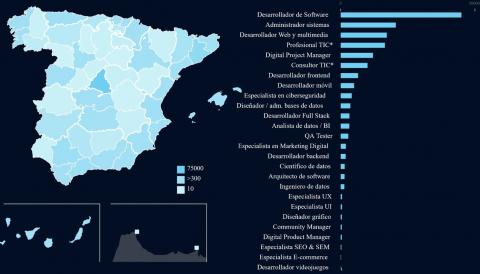 Desarrollador de Software
Administrador sistemas
Desarrollador Web y multimedia
Profesional TIC*
Digital Project Manager
Consultor TIC*
Desarrollador frontend
Desarrollador móvil
Especialista en ciberseguridad
Diseñador / adm. bases de datos
Desarrollador Full Stack
Analista de datos / BI
QA Tester
Especialista en Marketing Digital
Desarrollador backend
Científico de datos
Arquitecto de software
Ingeniero de datos
Especialista UX
Especialista UI
Diseñador gráfico
Community Manager
Digital Product Manager
Especialista SEO & SEM
Especialista E-commerce
Desarrollador videojuegos
75000
>300
10